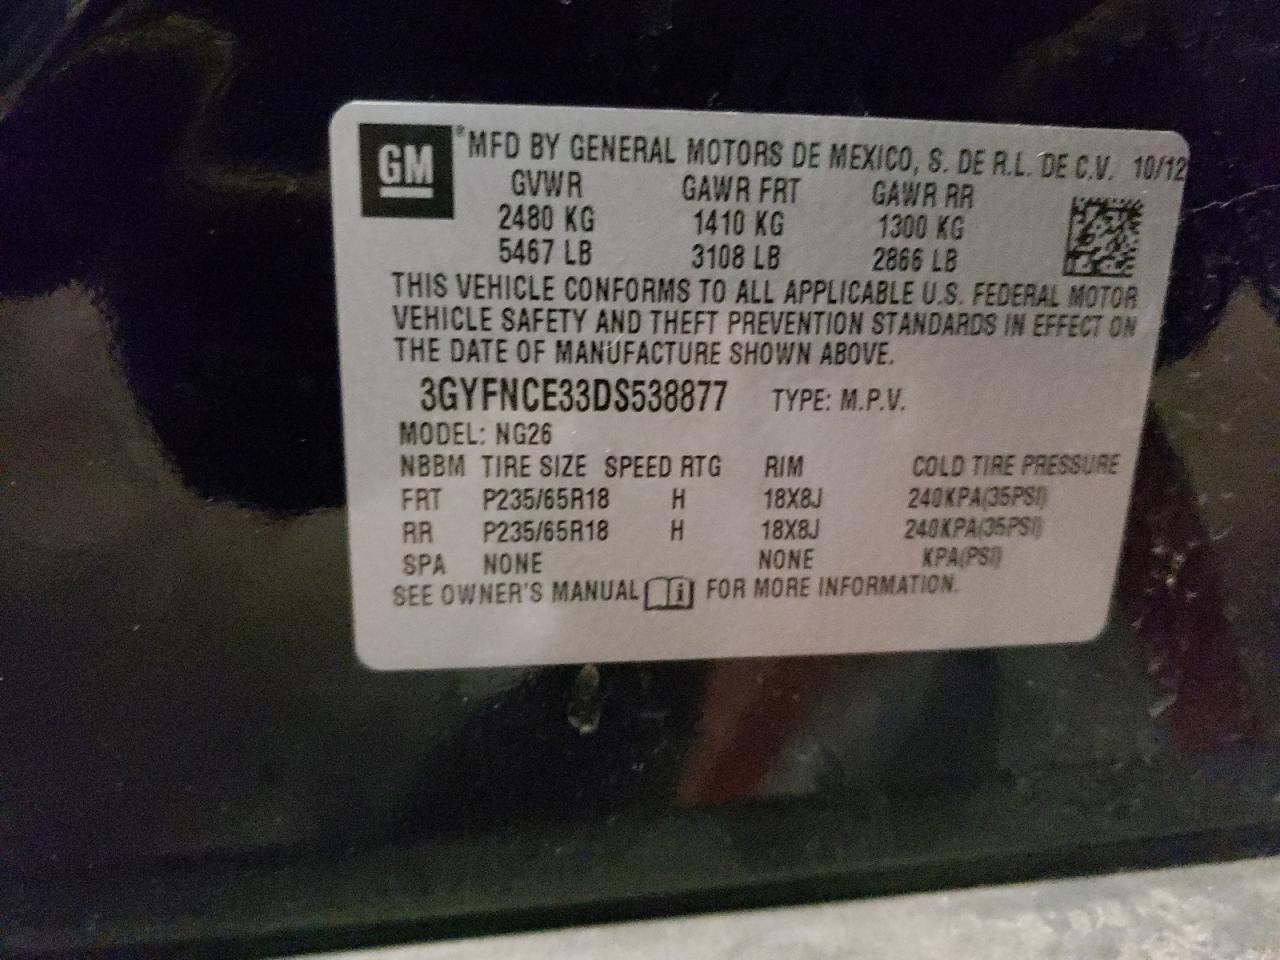 GM ® MFD BY GENERAL MOTORS DE MEXICO, S. DE R.L. DE C.V. 10/12
GVWR GAWR FRT GAWR RR
2480 KG 1410 KG 1300 KG
5467 LB 3108 LB 2866 LB
THIS VEHICLE CONFORMS TO ALL APPLICABLE U.S. FEDERAL MOTOR
VEHICLE SAFETY AND THEFT PREVENTION STANDARDS IN EFFECT ON
THE DATE OF MANUFACTURE SHOWN ABOVE.
3GYFNCE33DS538877 TYPE: M.P.V.
MODEL: NG26
NBBM TIRE SIZE SPEED RTG RIM COLD TIRE PRESSURE
FRT P235/65R18 H 18X8J 240KPA(35PSI)
RR P235/65R18 H 18X8J 240KPA(35PSI)
SPA NONE NONE KPA(PSI)
SEE OWNER'S MANUAL i FOR MORE INFORMATION.